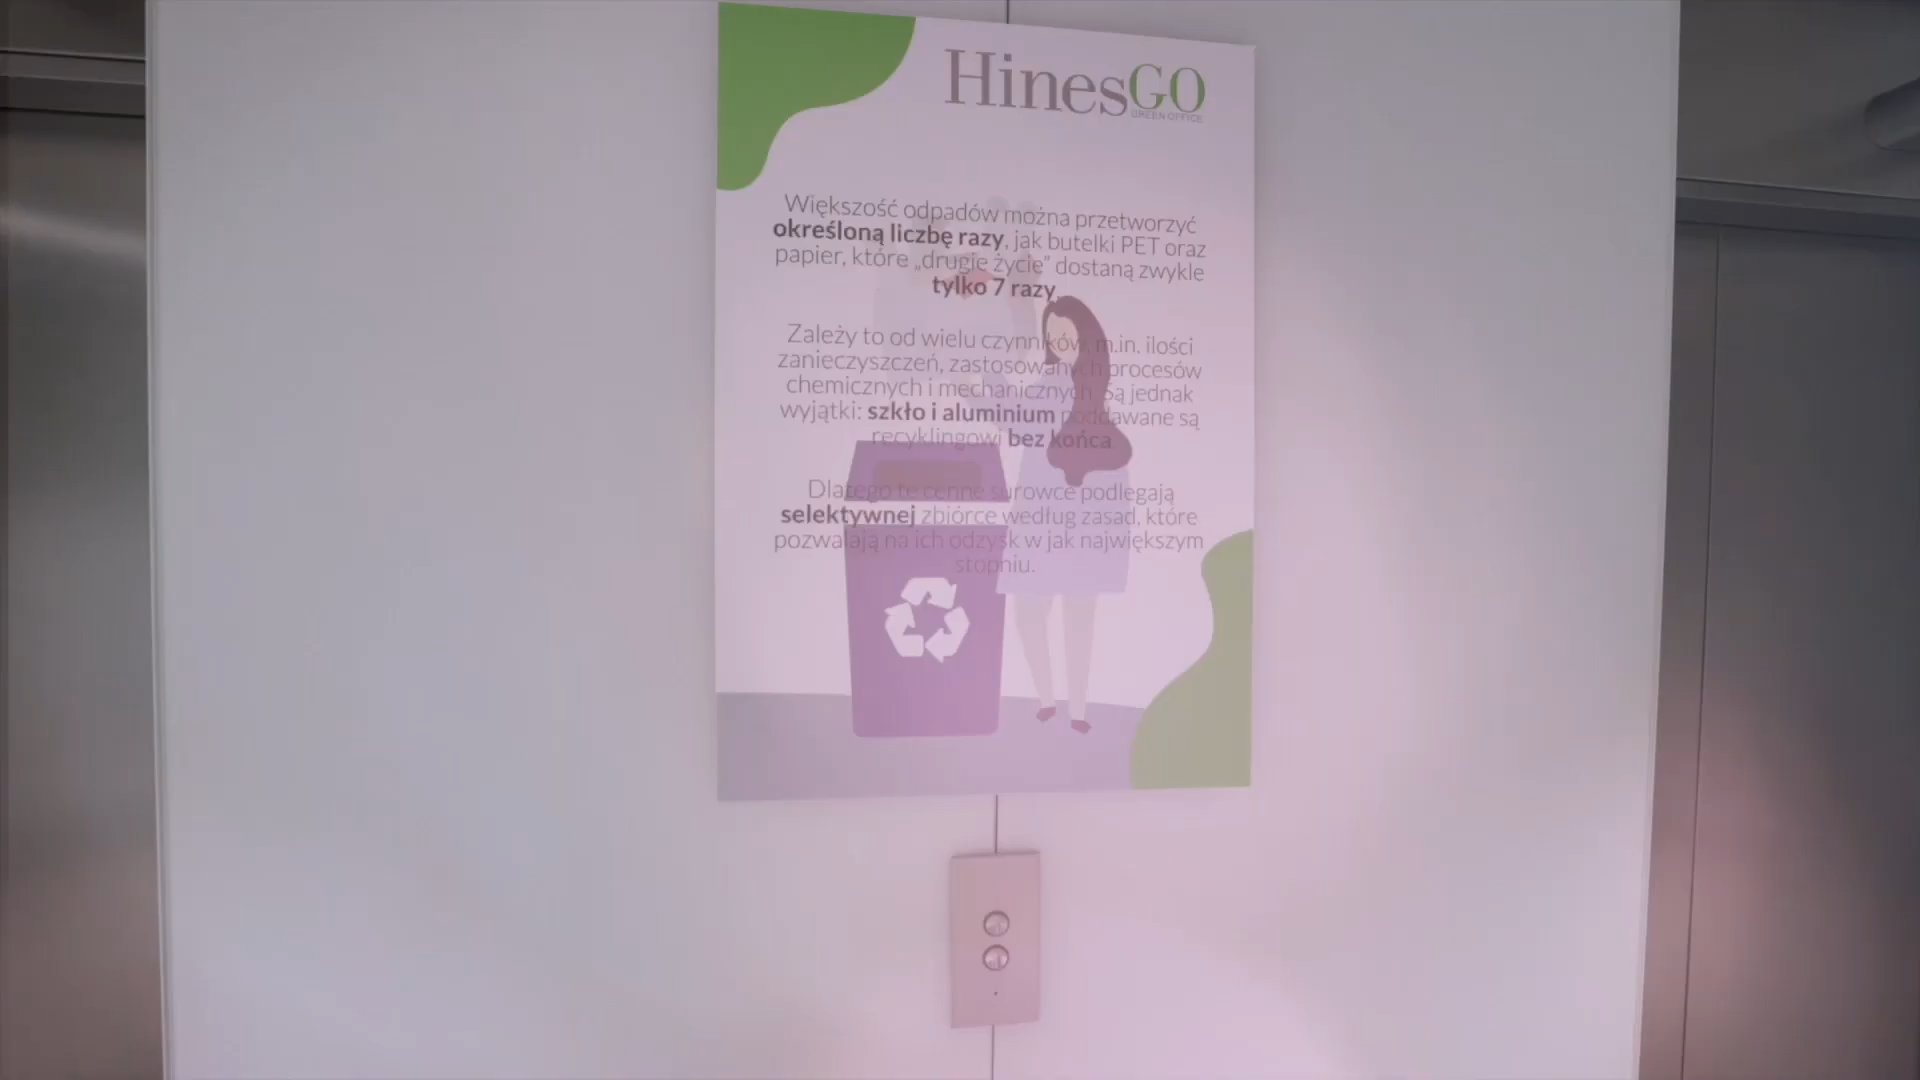 HinesGO
GREEN OFFICE
Większość odpadów można przetworzyć
określoną liczbę razy, jak butelki PET oraz
papier, które „drugie życie” dostaną zwykle
tylko 7 razy.
Zależy to od wielu czynników, m.in. ilości
zanieczyszczeń, zastosowanych procesów
chemicznych i mechanicznych. Są jednak
wyjątki: szkło i aluminium poddawane są
recyklingowi bez końca
Dlatego te cenne surowce podlegają
selektywnej zbiórce według zasad, które
pozwalają na ich odzysk w jak największym
stopniu.